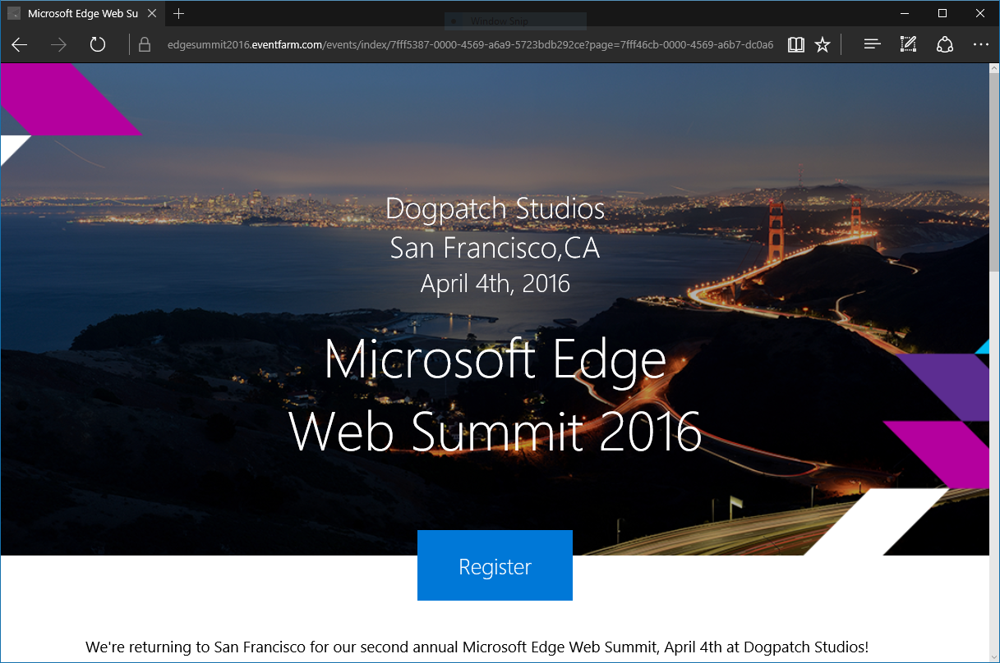 Microsoft Edge Web Su
Window Snip
edgesummit2016.eventfarm.com/events/index/7fff5387-0000-4569-a6a9-5723bdb292ce?page=7fff46cb-0000-4569-a6b7-dc0a6
Dogpatch Studios
San Francisco,CA
April 4th, 2016
Microsoft Edge
Web Summit 2016
Register
We're returning to San Francisco for our second annual Microsoft Edge Web Summit, April 4th at Dogpatch Studios!